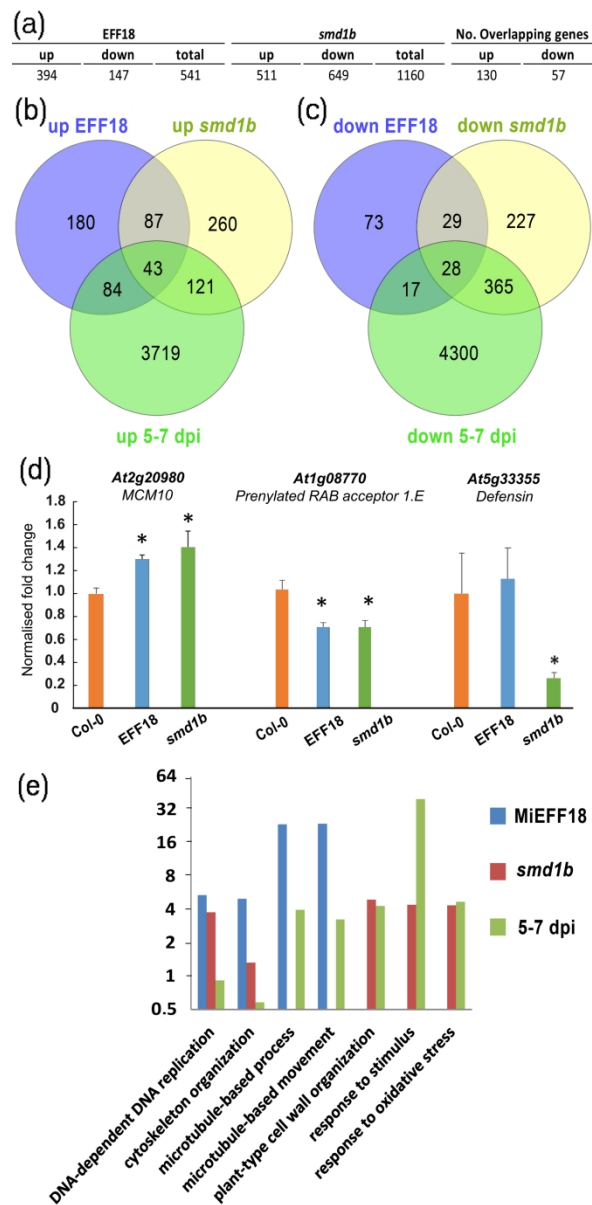 (a)
EFF18 smd1b No. Overlapping genes
up down total up down total up down
394 147 541 511 649 1160 130 57
(b)
up EFF18 up smd1b
180 87 260
43
84 121
3719
up 5-7 dpi
(c)
down EFF18 down smd1b
73 29 227
28
17 365
4300
down 5-7 dpi
(d)
At2g20980 At1g08770 At5g33355
MCM10 Prenylated RAB acceptor 1.E Defensin
Normalised fold change
1.8
1.6
1.4
1.2
1.0
0.8
0.6
0.4
0.2
0
* * * * *
Col-0 EFF18 smd1b Col-0 EFF18 smd1b Col-0 EFF18 smd1b
(e)
64
32
16
8
4
2
1
0.5
MiEFF18
smd1b
5-7 dpi
DNA-dependent DNA replication
cytoskeleton organization
microtubule-based process
microtubule-based movement
plant-type cell wall organization
response to stimulus
response to oxidative stress